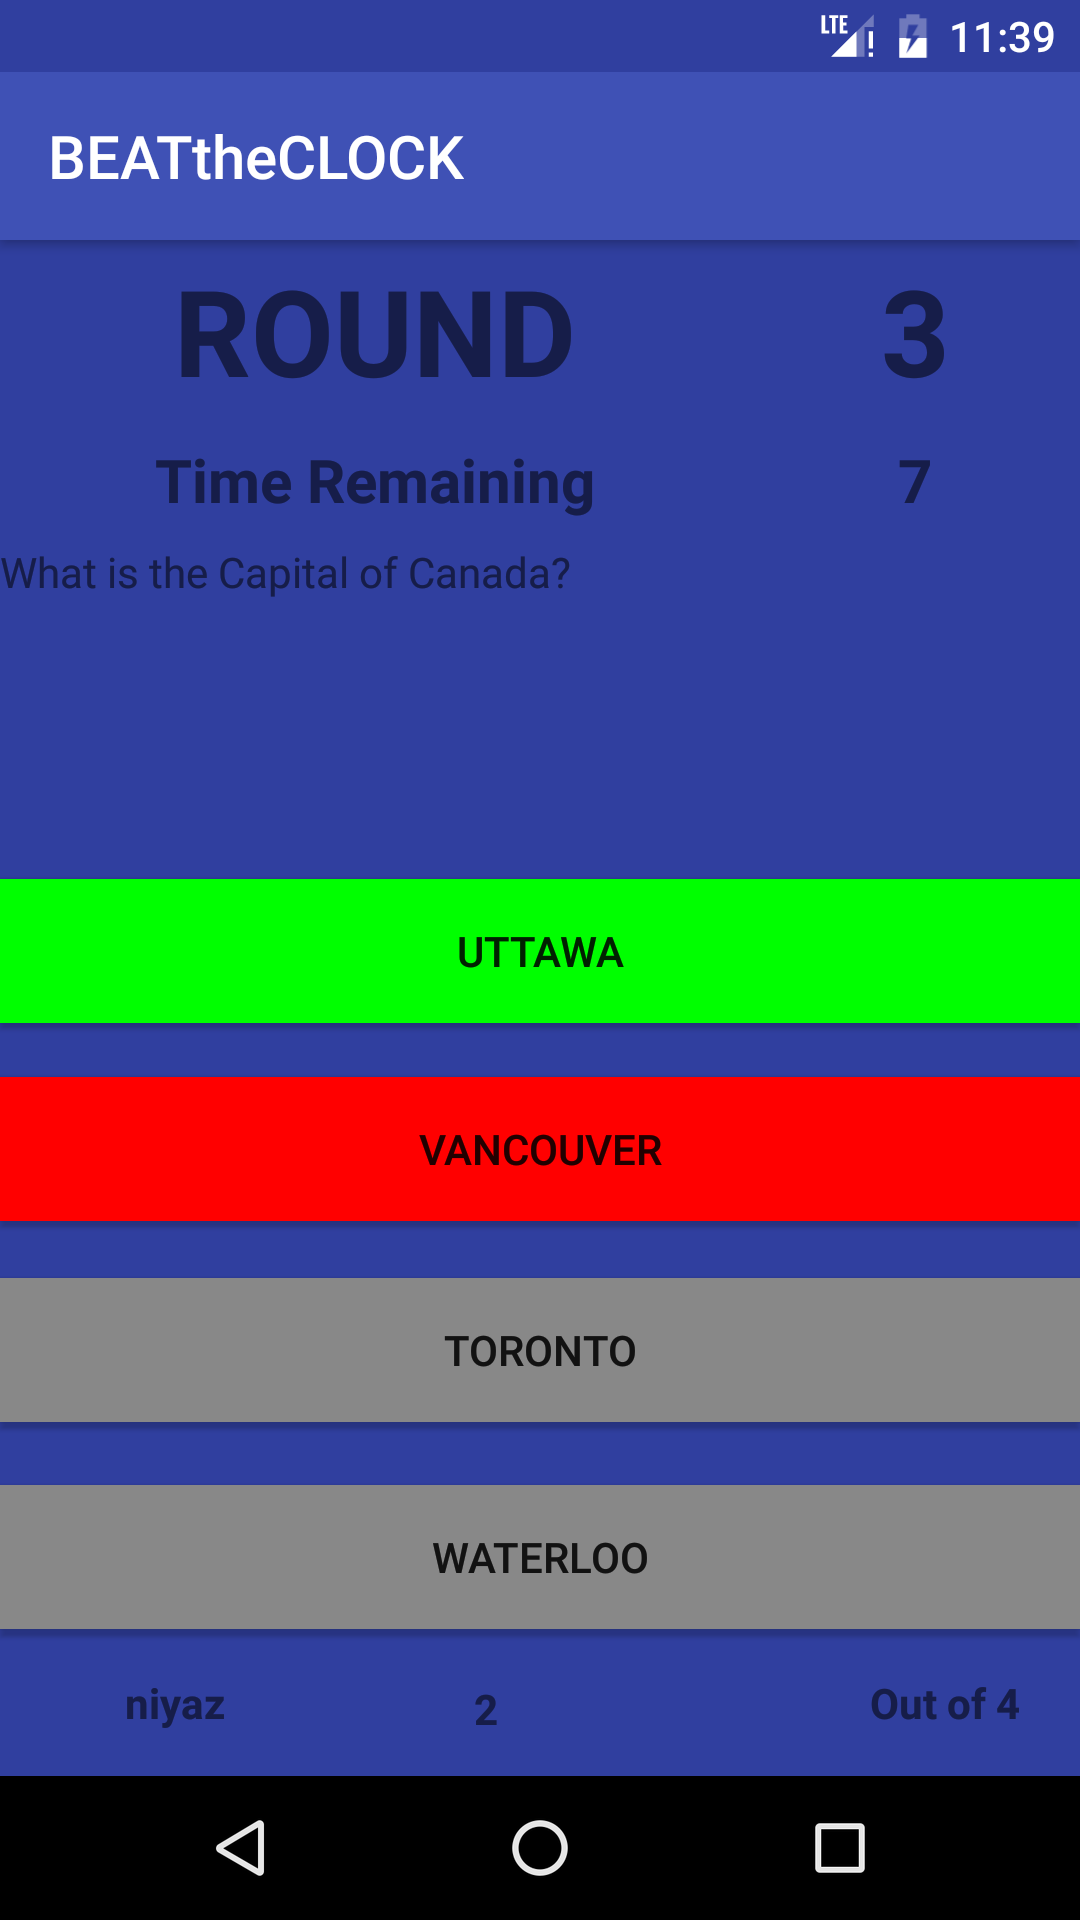 LTE 11:39
BEATtheCLOCK
ROUND 3
Time Remaining 7
What is the Capital of Canada?
UTTAWA
VANCOUVER
TORONTO
WATERLOO
niyaz 2 Out of 4